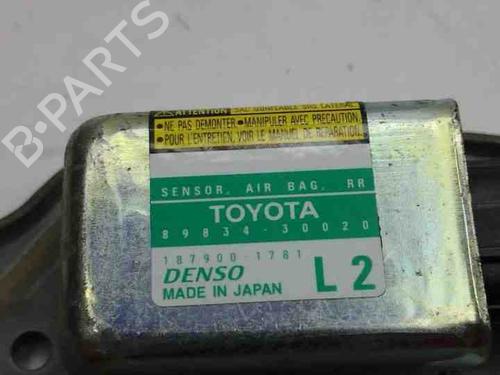 ATTENTION
• NE PAS DEMONTER • MANIPULER AVEC PRECAUTION
• POUR L'ENTRETIEN, VOIR LE MANUEL DE REPARATION
SENSOR, AIR BAG, RR
TOYOTA
89834-30020
187900-1781
DENSO
MADE IN JAPAN
L 2
B-PARTS